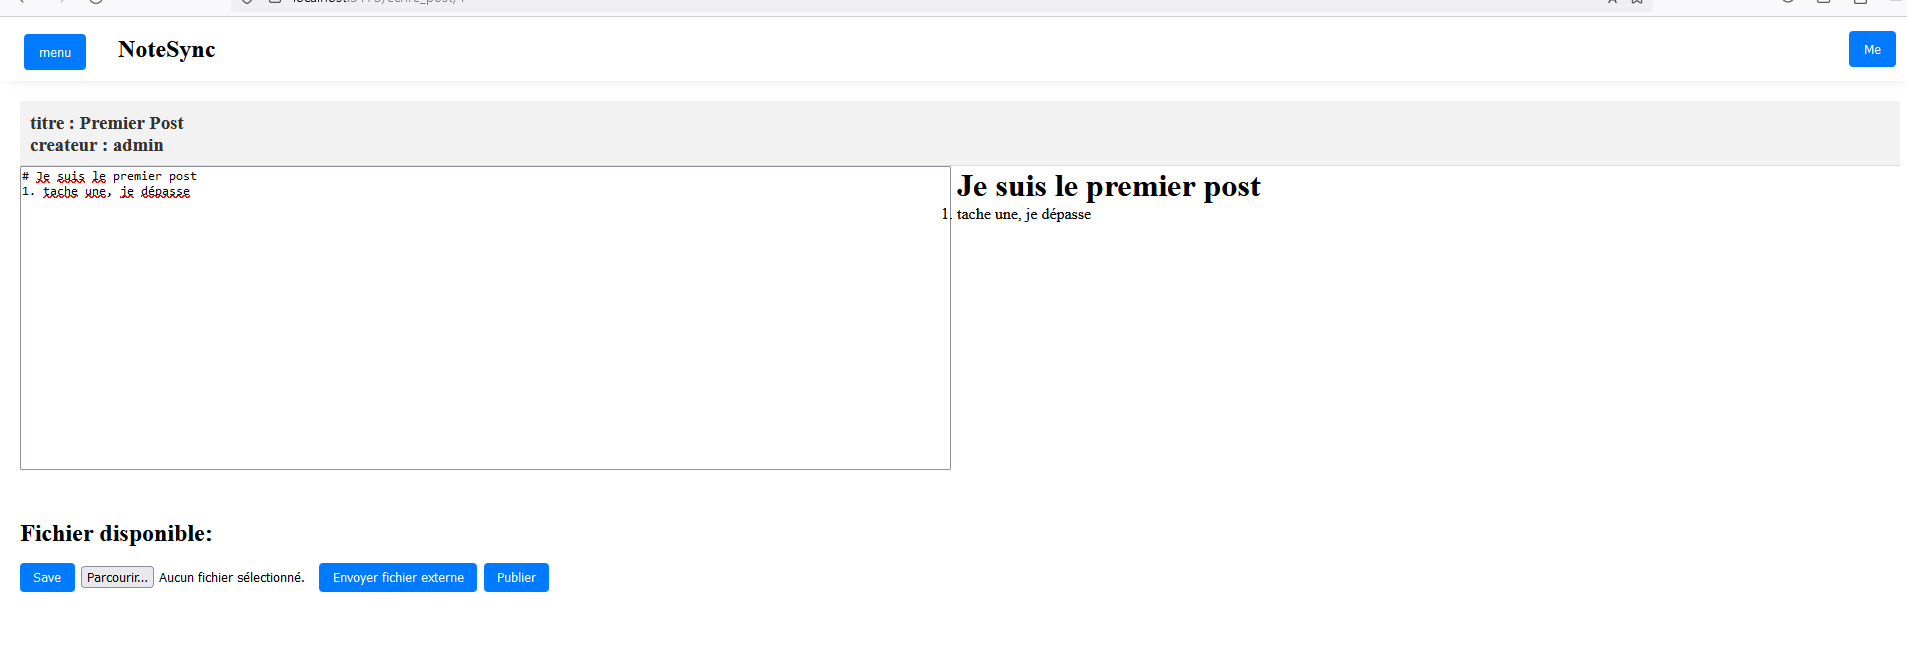 menu
NoteSync
Me
titre : Premier Post
createur : admin
# Je suis le premier post
1. tache une, je dépasse
Je suis le premier post
1. tache une, je dépasse
Fichier disponible:
Save
Parcourir...
Aucun fichier sélectionné.
Envoyer fichier externe
Publier